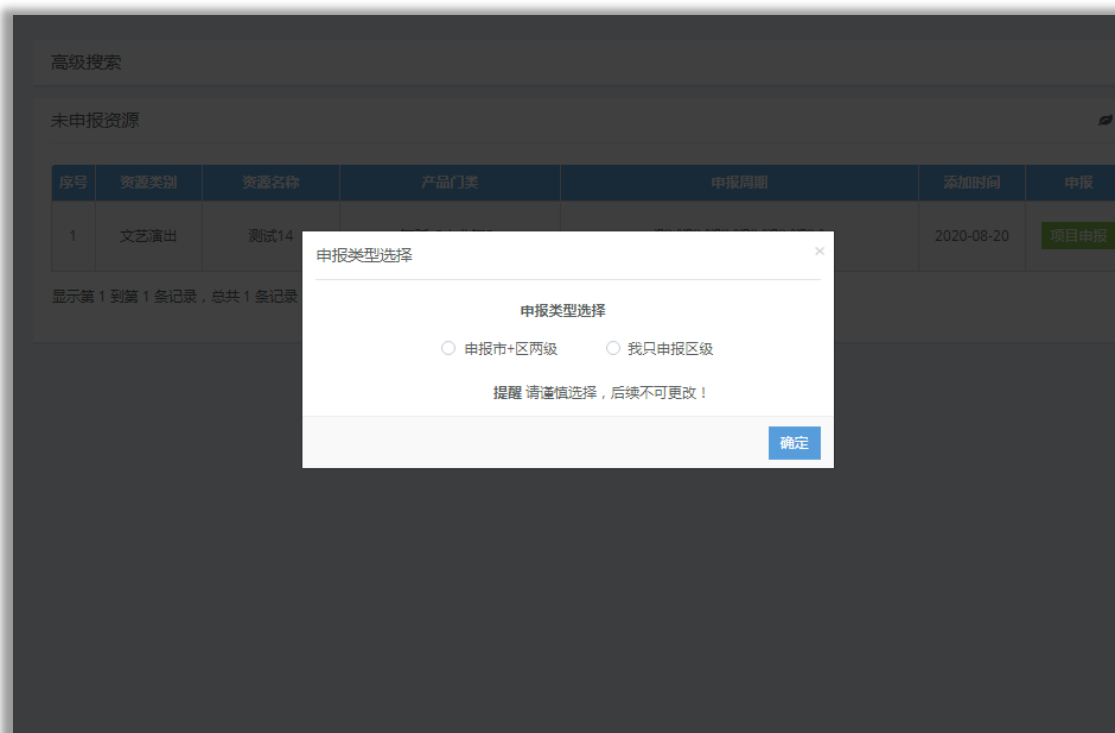 高级搜索
未申报资源
序号 资源类别 资源名称 产品门类 申报周期 添加时间 申报
1 文艺演出 测试14 2020-08-20 项目申报
显示第 1 到第 1 条记录，总共 1 条记录
申报类型选择 ×
申报类型选择
申报市+区两级 我只申报区级
提醒 请谨慎选择，后续不可更改！
确定